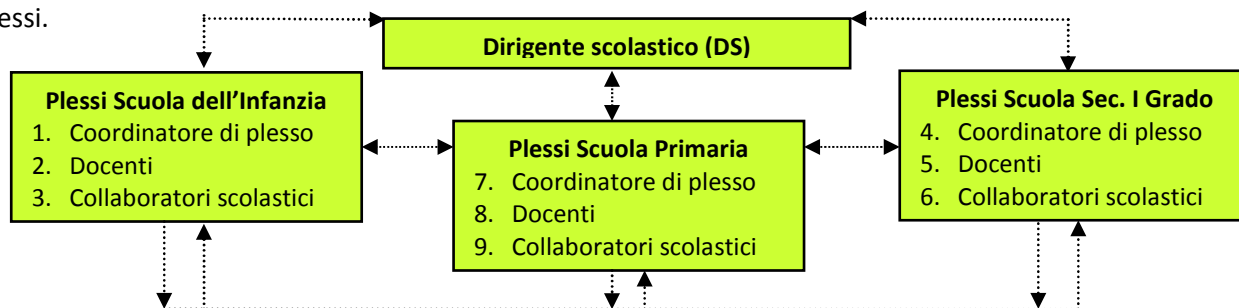 essi.
Dirigente scolastico (DS)
Plessi Scuola dell'Infanzia
1. Coordinatore di plesso
2. Docenti
3. Collaboratori scolastici
Plessi Scuola Primaria
7. Coordinatore di plesso
8. Docenti
9. Collaboratori scolastici
Plessi Scuola Sec. I Grado
4. Coordinatore di plesso
5. Docenti
6. Collaboratori scolastici